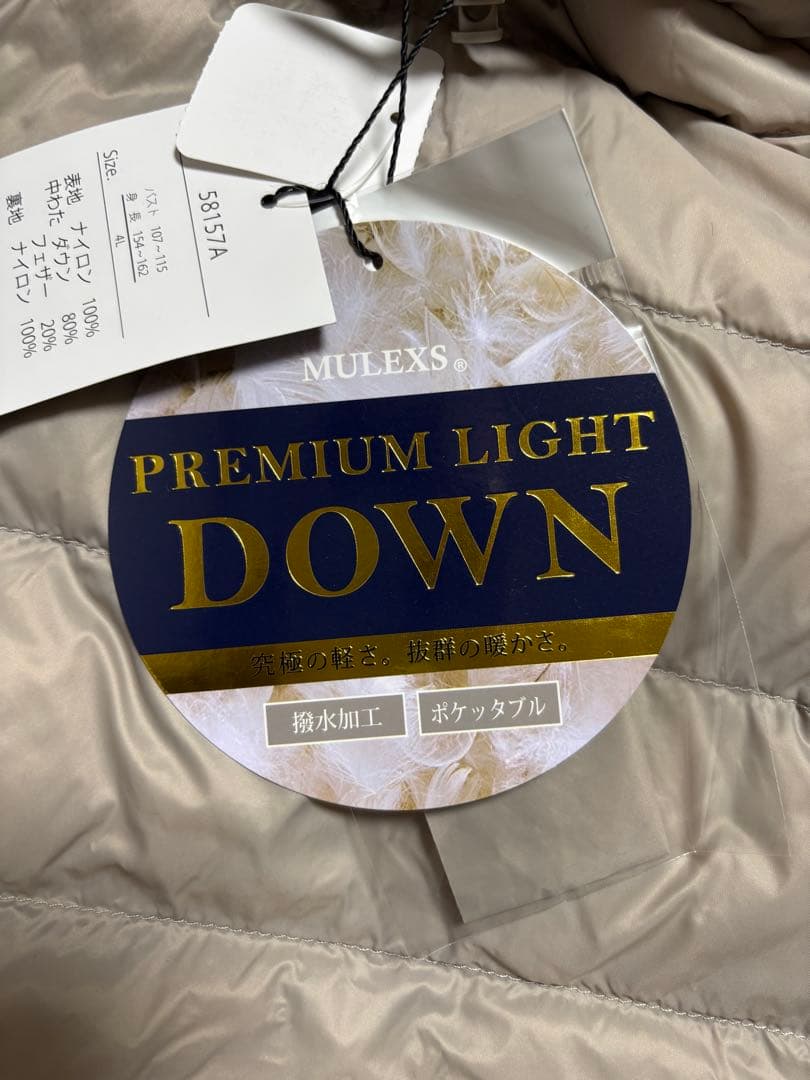 58157A
Size.
バスト 107~115
身 長 154~162
4L
表地 ナイロン 100%
中わた ダウン 80%
フェザー 20%
裏地 ナイロン 100%
MULEXS®
PREMIUM LIGHT
DOWN
究極の軽さ。抜群の暖かさ。
撥水加工
ポケッタブル